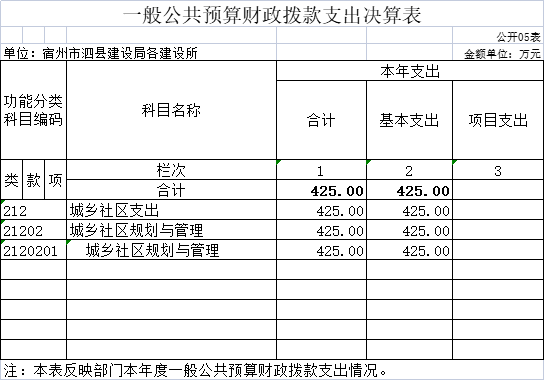 一般公共预算财政拨款支出决算表
公开05表
单位：宿州市泗县建设局各建设所 金额单位：万元
功能分类科目编码 科目名称 本年支出
合计 基本支出 项目支出
类 款 项 栏次 1 2 3
合计 425.00 425.00
212 城乡社区支出 425.00 425.00
21202 城乡社区规划与管理 425.00 425.00
2120201 城乡社区规划与管理 425.00 425.00
注：本表反映部门本年度一般公共预算财政拨款支出情况。